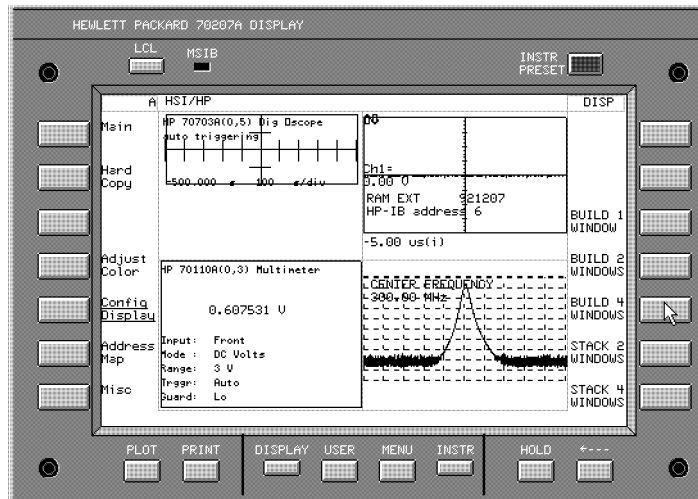 HEWLETT PACKARD 70207A DISPLAY
LCL
MSIB
INSTR
PRESET
A HSI/HP
DISP
Main
Hard
Copy
Adjust
Color
Config
Display
Address
Map
Misc
HP 70703A(0,5) Dig Oscope
auto triggering
-500.000 s 100 s/div
Ch1=
0.00 V
RAM EXT 921207
HP-IB address 6
-5.00 us(i)
HP 70110A(0,3) Multimeter
0.607531 V
Input: Front
Mode : DC Volts
Range: 3 V
Trggr: Auto
Guard: Lo
CENTER FREQUENCY
300.00 MHz
BUILD 1
WINDOW
BUILD 2
WINDOWS
BUILD 4
WINDOWS
STACK 2
WINDOWS
STACK 4
WINDOWS
PLOT
PRINT
DISPLAY
USER
MENU
INSTR
HOLD
←---